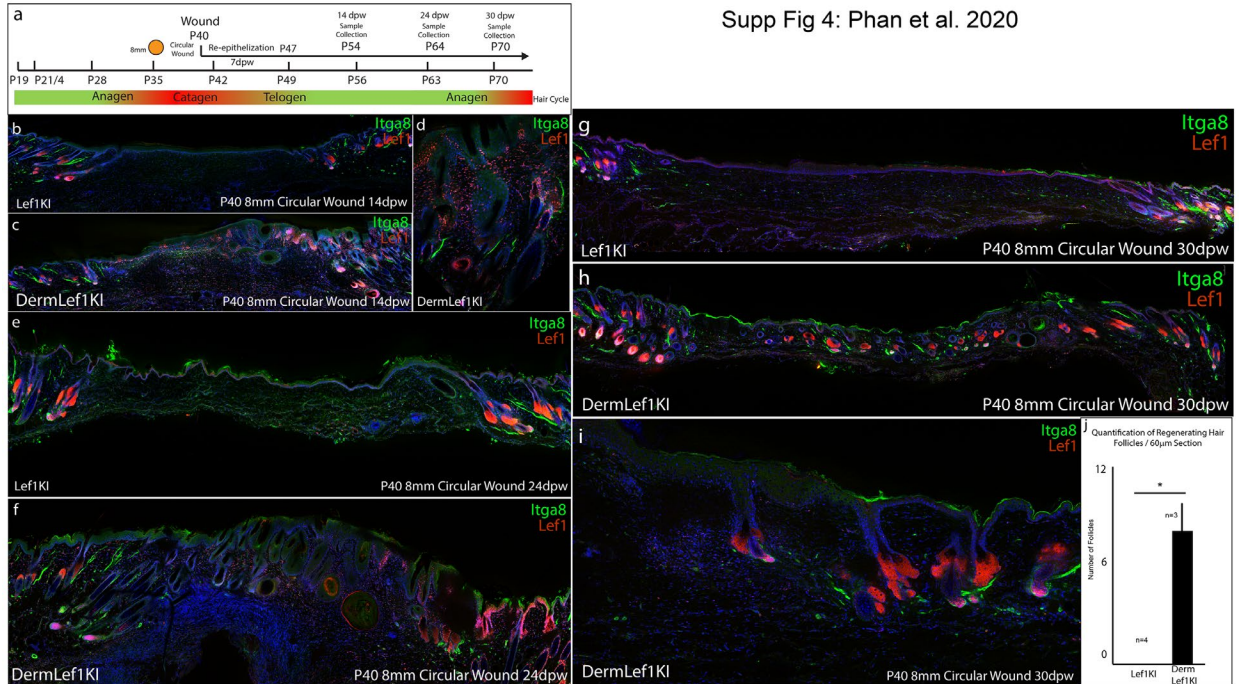 Supp Fig 4: Phan et al. 2020
a
Wound
P40
8mm
Circular
Wound
Re-epithelization P47
7dpw
14 dpw
Sample
Collection
P54
24 dpw
Sample
Collection
P64
30 dpw
Sample
Collection
P70
P19 P21/4 P28 P35 P42 P49 P56 P63 P70
Anagen Catagen Telogen Anagen Hair Cycle
b
Itga8
Lef1
Lef1KI
P40 8mm Circular Wound 14dpw
c
Itga8
Lef1
DermLef1KI
P40 8mm Circular Wound 14dpw
d
Itga8
Lef1
DermLef1KI
e
Itga8
Lef1
Lef1KI
P40 8mm Circular Wound 24dpw
f
Itga8
Lef1
DermLef1KI
P40 8mm Circular Wound 24dpw
g
Itga8
Lef1
Lef1KI
P40 8mm Circular Wound 30dpw
h
Itga8
Lef1
DermLef1KI
P40 8mm Circular Wound 30dpw
i
Itga8
Lef1
DermLef1KI
P40 8mm Circular Wound 30dpw
j
Quantification of Regenerating Hair
Follicles / 60μm Section
Number of Follicles
12
6
0
*
n=3
n=4
Lef1KI
Derm
Lef1KI